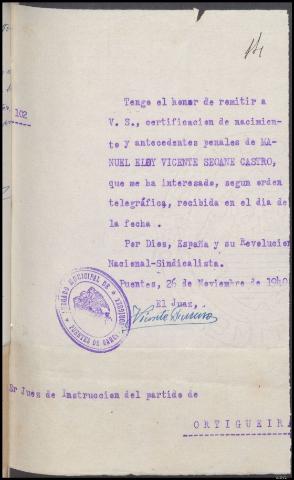 102
Tengo el honor de remitir a
V. S., certificacion de nacimien-
to y antecedentes penales de MA-
NUEL ELOY VICENTE SEOANE CASTRO,
que me ha interesado, segun orden
telegráfica, recibida en el dia de
la fecha .
Por Dios, España y su Revolucion
Nacional-Sindicalista.
Puentes, 26 de Noviembre de 1940
El Juez,
Vicente
JUZGADO MUNICIPAL DE
Sr Juez de Instruccion del partido de
ORTIGUEIRA